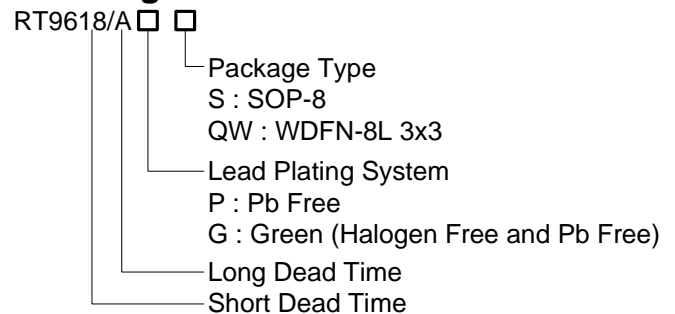 RT9618/A
Package Type
S : SOP-8
QW : WDFN-8L 3x3
Lead Plating System
P : Pb Free
G : Green (Halogen Free and Pb Free)
Long Dead Time
Short Dead Time